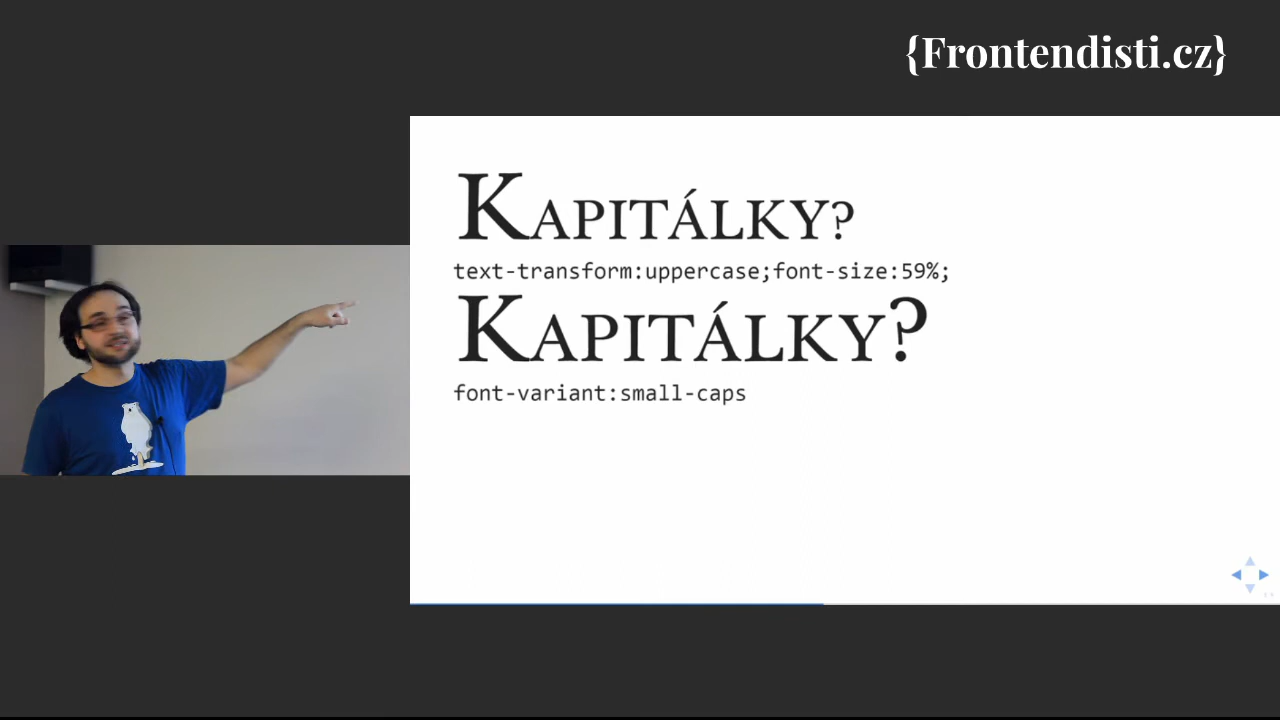 {Frontendisti.cz}
Kapitálky?
text-transform:uppercase;font-size:59%;
Kapitálky?
font-variant:small-caps